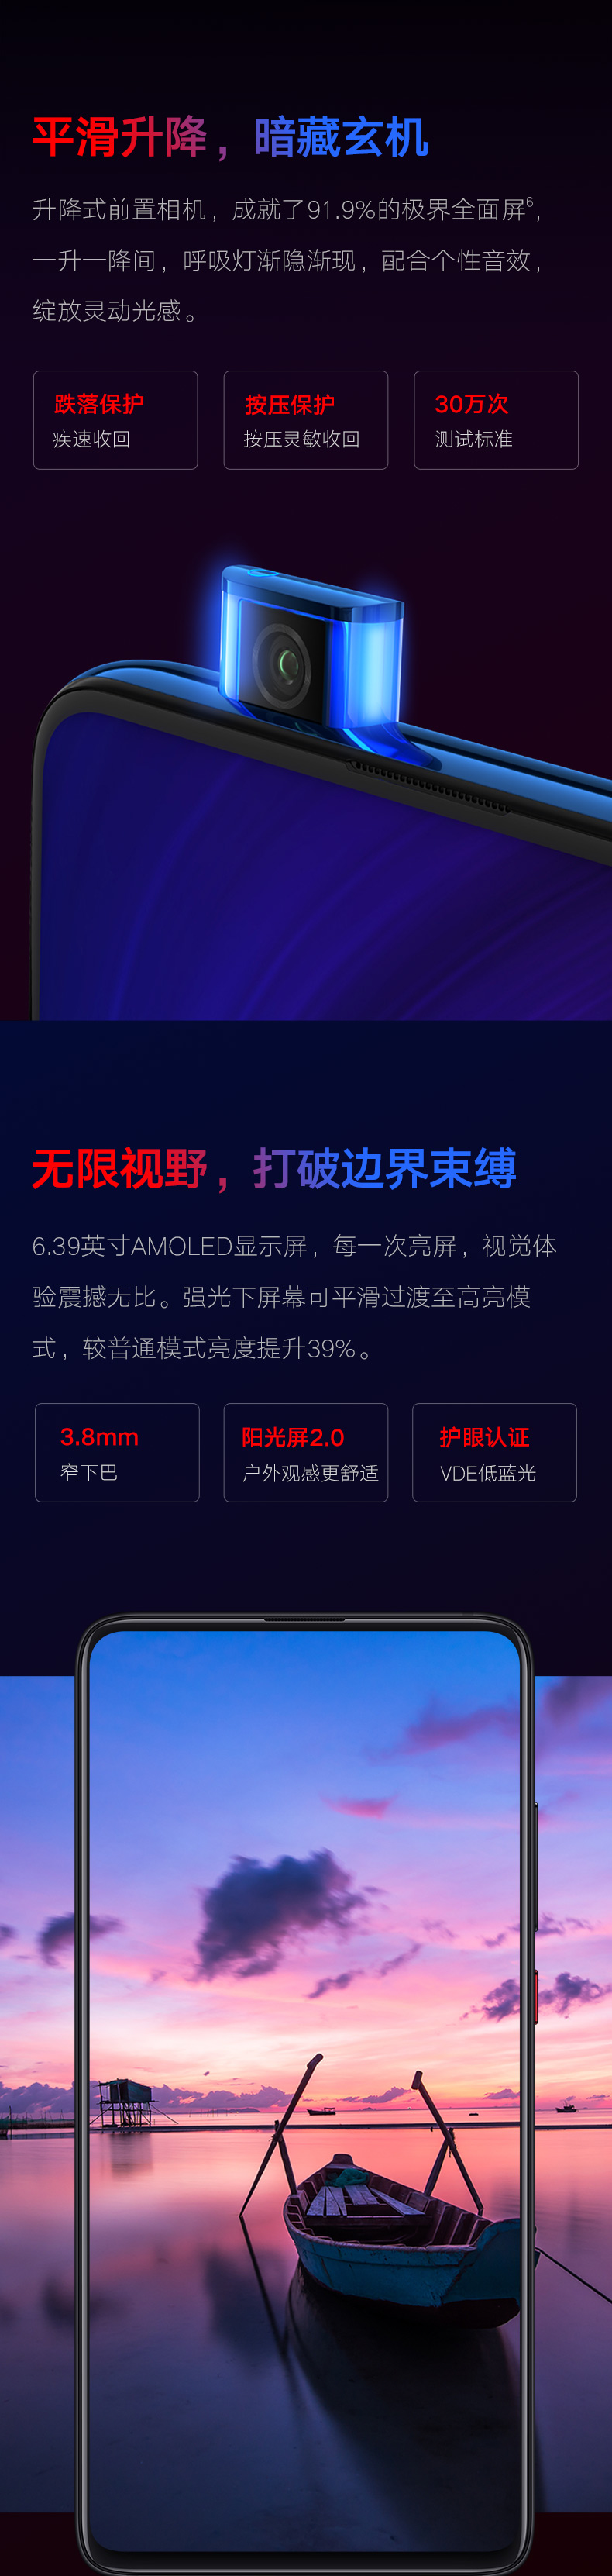 平滑升降，暗藏玄机
升降式前置相机，成就了91.9%的极界全面屏6，
一升一降间，呼吸灯渐隐渐现，配合个性音效，
绽放灵动光感。
跌落保护
疾速收回
按压保护
按压灵敏收回
30万次
测试标准
无限视野，打破边界束缚
6.39英寸AMOLED显示屏，每一次亮屏，视觉体
验震撼无比。强光下屏幕可平滑过渡至高亮模
式，较普通模式亮度提升39%。
3.8mm
窄下巴
阳光屏2.0
户外观感更舒适
护眼认证
VDE低蓝光